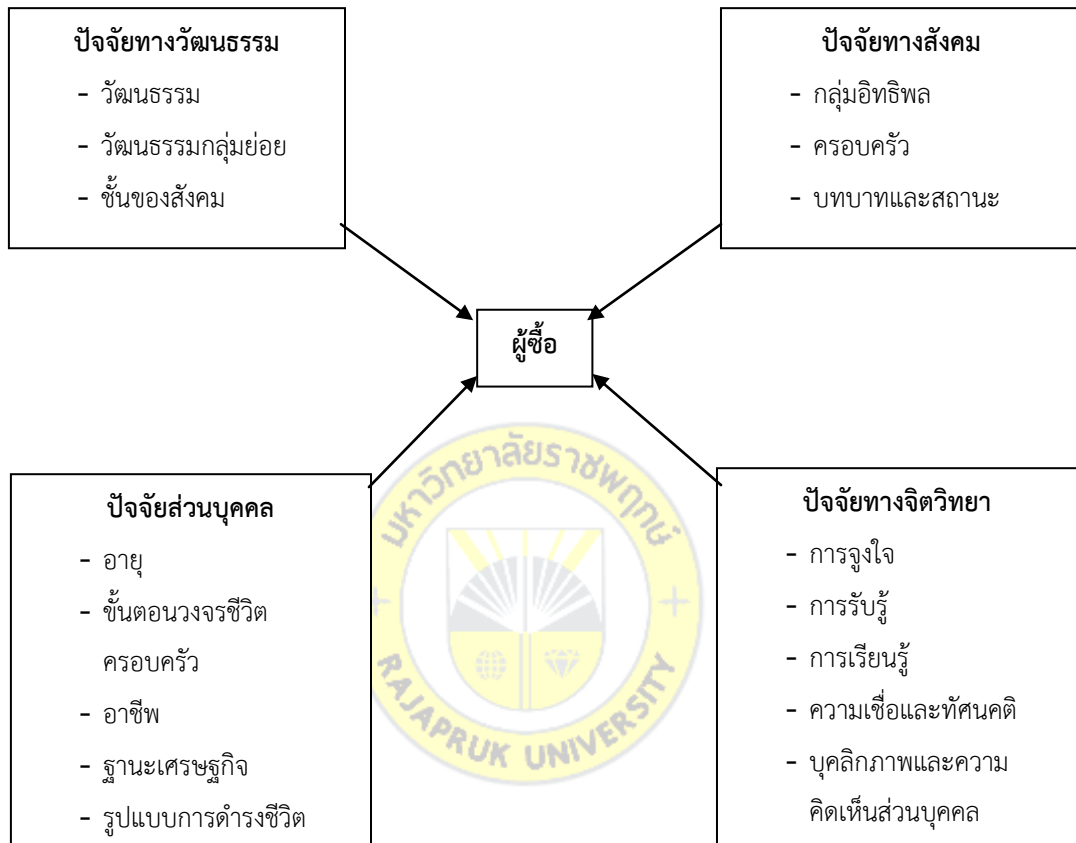 ปัจจัยทางวัฒนธรรม
- วัฒนธรรม
- วัฒนธรรมกลุ่มย่อย
- ชั้นของสังคม
ปัจจัยทางสังคม
- กลุ่มอิทธิพล
- ครอบครัว
- บทบาทและสถานะ
ผู้ซื้อ
ปัจจัยส่วนบุคคล
- อายุ
- ขั้นตอนวงจรชีวิต
ครอบครัว
- อาชีพ
- ฐานะเศรษฐกิจ
- รูปแบบการดำรงชีวิต
มหาวิทยาลัยราชพฤกษ์
RAJAPRUK UNIVERSITY
ปัจจัยทางจิตวิทยา
- การจูงใจ
- การรับรู้
- การเรียนรู้
- ความเชื่อและทัศนคติ
- บุคลิกภาพและความ
คิดเห็นส่วนบุคคล